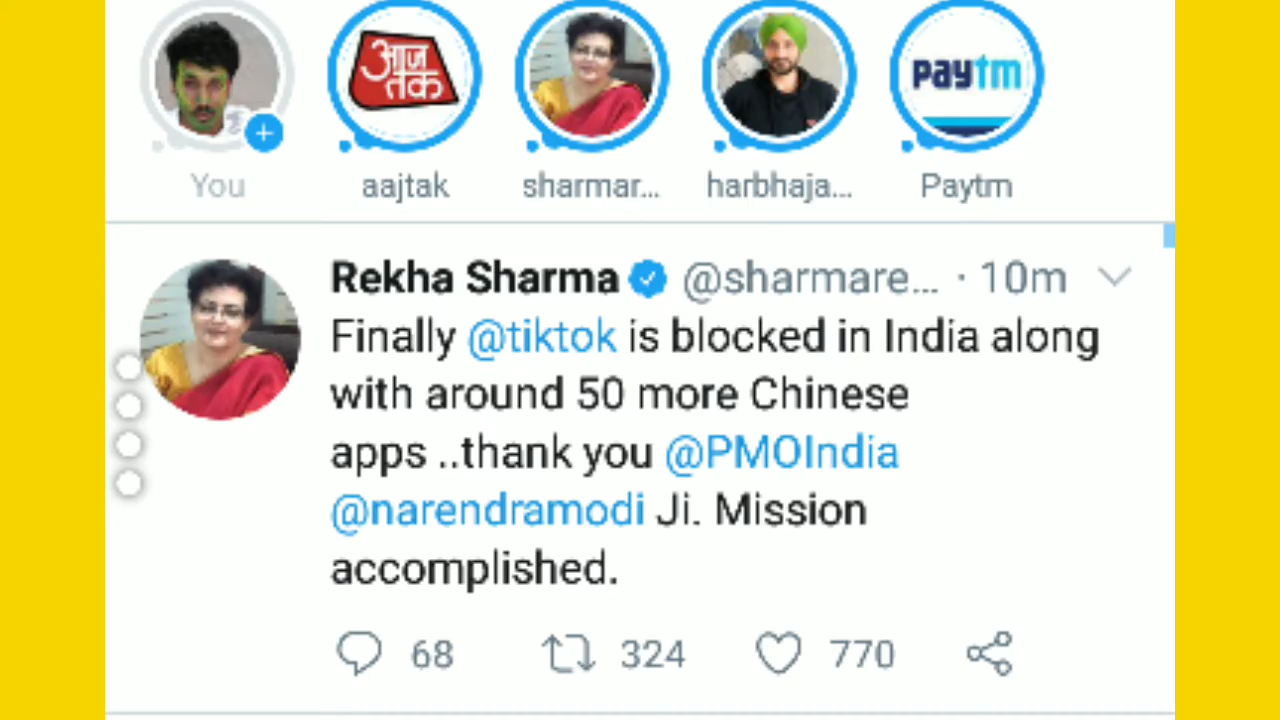 आज
तक
paytm
You
aajtak
sharmar...
harbhaja...
Paytm
Rekha Sharma @sharmare... · 10m
Finally @tiktok is blocked in India along
with around 50 more Chinese
apps ..thank you @PMOIndia
@narendramodi Ji. Mission
accomplished.
68 324 770